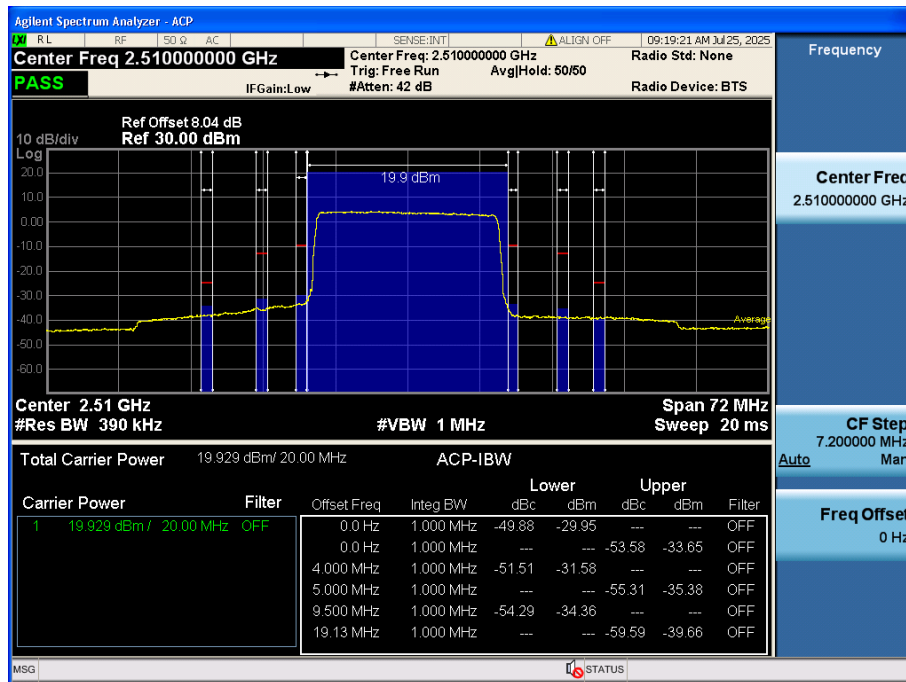 Agilent Spectrum Analyzer - ACP
LXI RL RF 50 Ω AC SENSE:INT ALIGN OFF 09:19:21 AM Jul 25, 2025
Center Freq 2.510000000 GHz
Center Freq: 2.510000000 GHz Radio Std: None
Trig: Free Run Avg|Hold: 50/50
PASS IFGain:Low #Atten: 42 dB Radio Device: BTS
Ref Offset 8.04 dB
10 dB/div Ref 30.00 dBm
Log
20.0
19.9 dBm
10.0
0.00
-10.0
-20.0
-30.0
-40.0
Average
-50.0
-60.0
Center 2.51 GHz Span 72 MHz
#Res BW 390 kHz #VBW 1 MHz Sweep 20 ms
Total Carrier Power 19.929 dBm/ 20.00 MHz ACP-IBW
Lower Upper
Carrier Power Filter Offset Freq Integ BW dBc dBm dBc dBm Filter
1 19.929 dBm / 20.00 MHz OFF 0.0 Hz 1.000 MHz -49.88 -29.95 --- --- OFF
0.0 Hz 1.000 MHz --- --- -53.58 -33.65 OFF
4.000 MHz 1.000 MHz -51.51 -31.58 --- --- OFF
5.000 MHz 1.000 MHz --- --- -55.31 -35.38 OFF
9.500 MHz 1.000 MHz -54.29 -34.36 --- --- OFF
19.13 MHz 1.000 MHz --- --- -59.59 -39.66 OFF
MSG STATUS
Frequency
Center Freq
2.510000000 GHz
CF Step
7.200000 MHz
Auto Man
Freq Offset
0 Hz